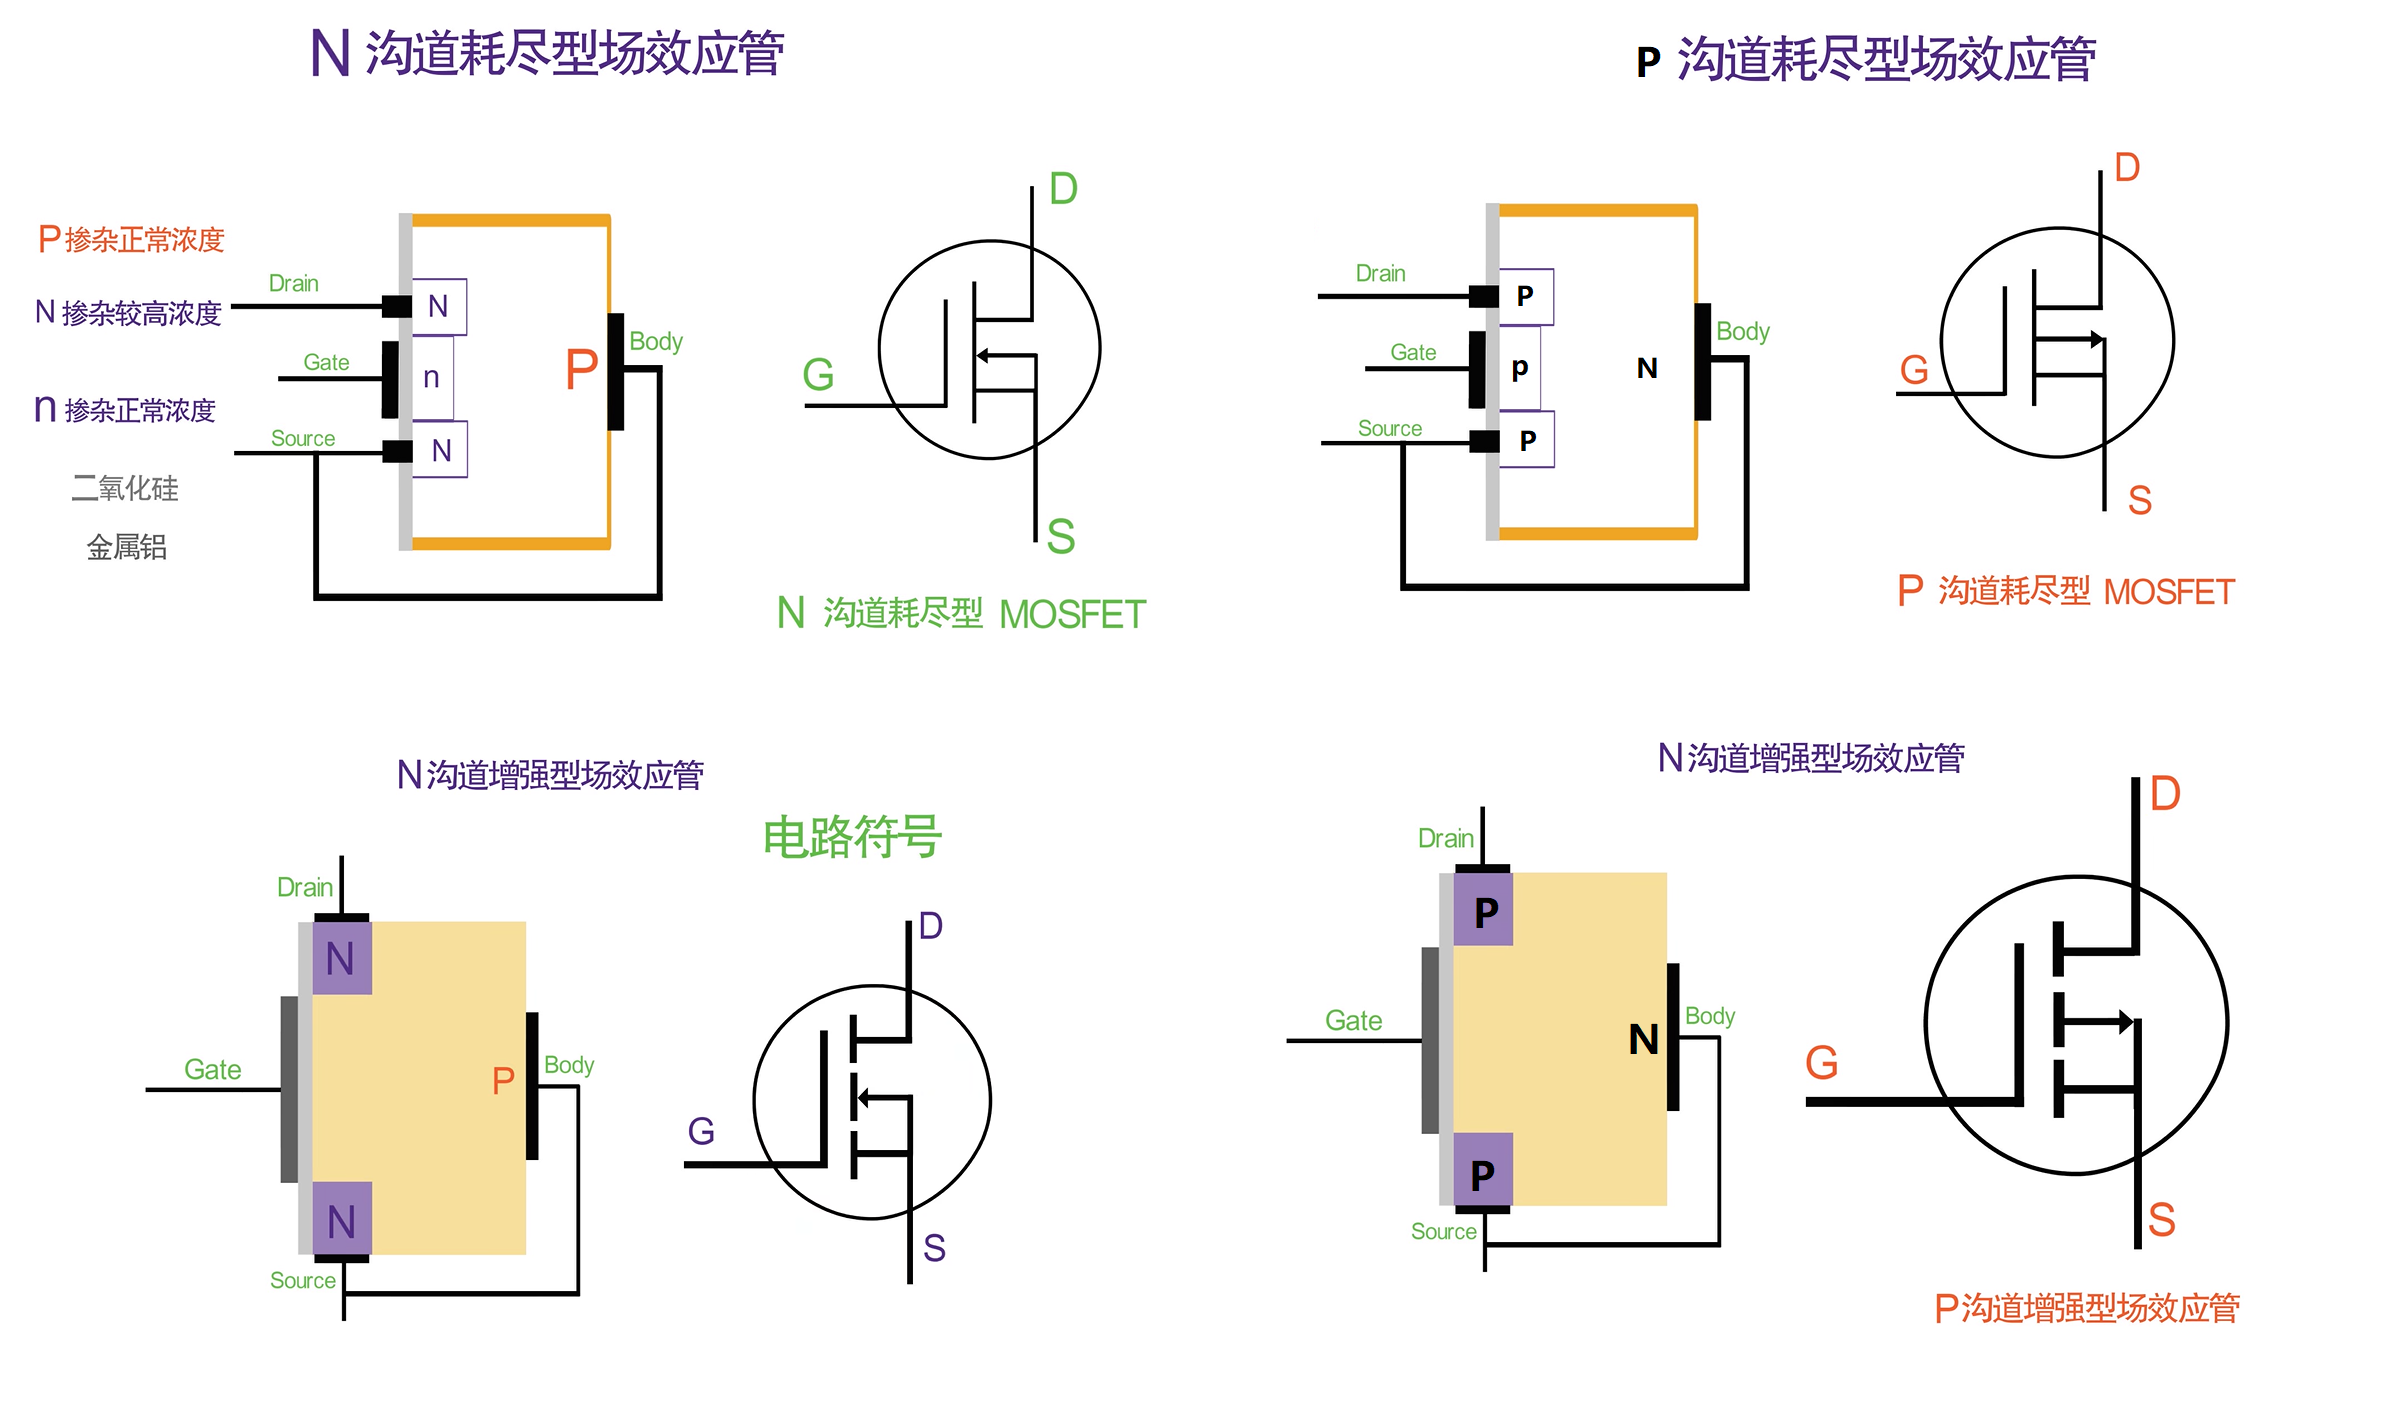 N 沟道耗尽型场效应管
P 掺杂正常浓度
N 掺杂较高浓度
n 掺杂正常浓度
二氧化硅
金属铝
Drain
Gate
Source
N
n
N
P
Body
D
G
S
N 沟道耗尽型 MOSFET
P 沟道耗尽型场效应管
Drain
Gate
Source
P
p
P
N
Body
D
G
S
P 沟道耗尽型 MOSFET
N沟道增强型场效应管
电路符号
Drain
N
Gate
P
Body
N
Source
D
G
S
N沟道增强型场效应管
Drain
P
Gate
N
Body
P
Source
D
G
S
P沟道增强型场效应管